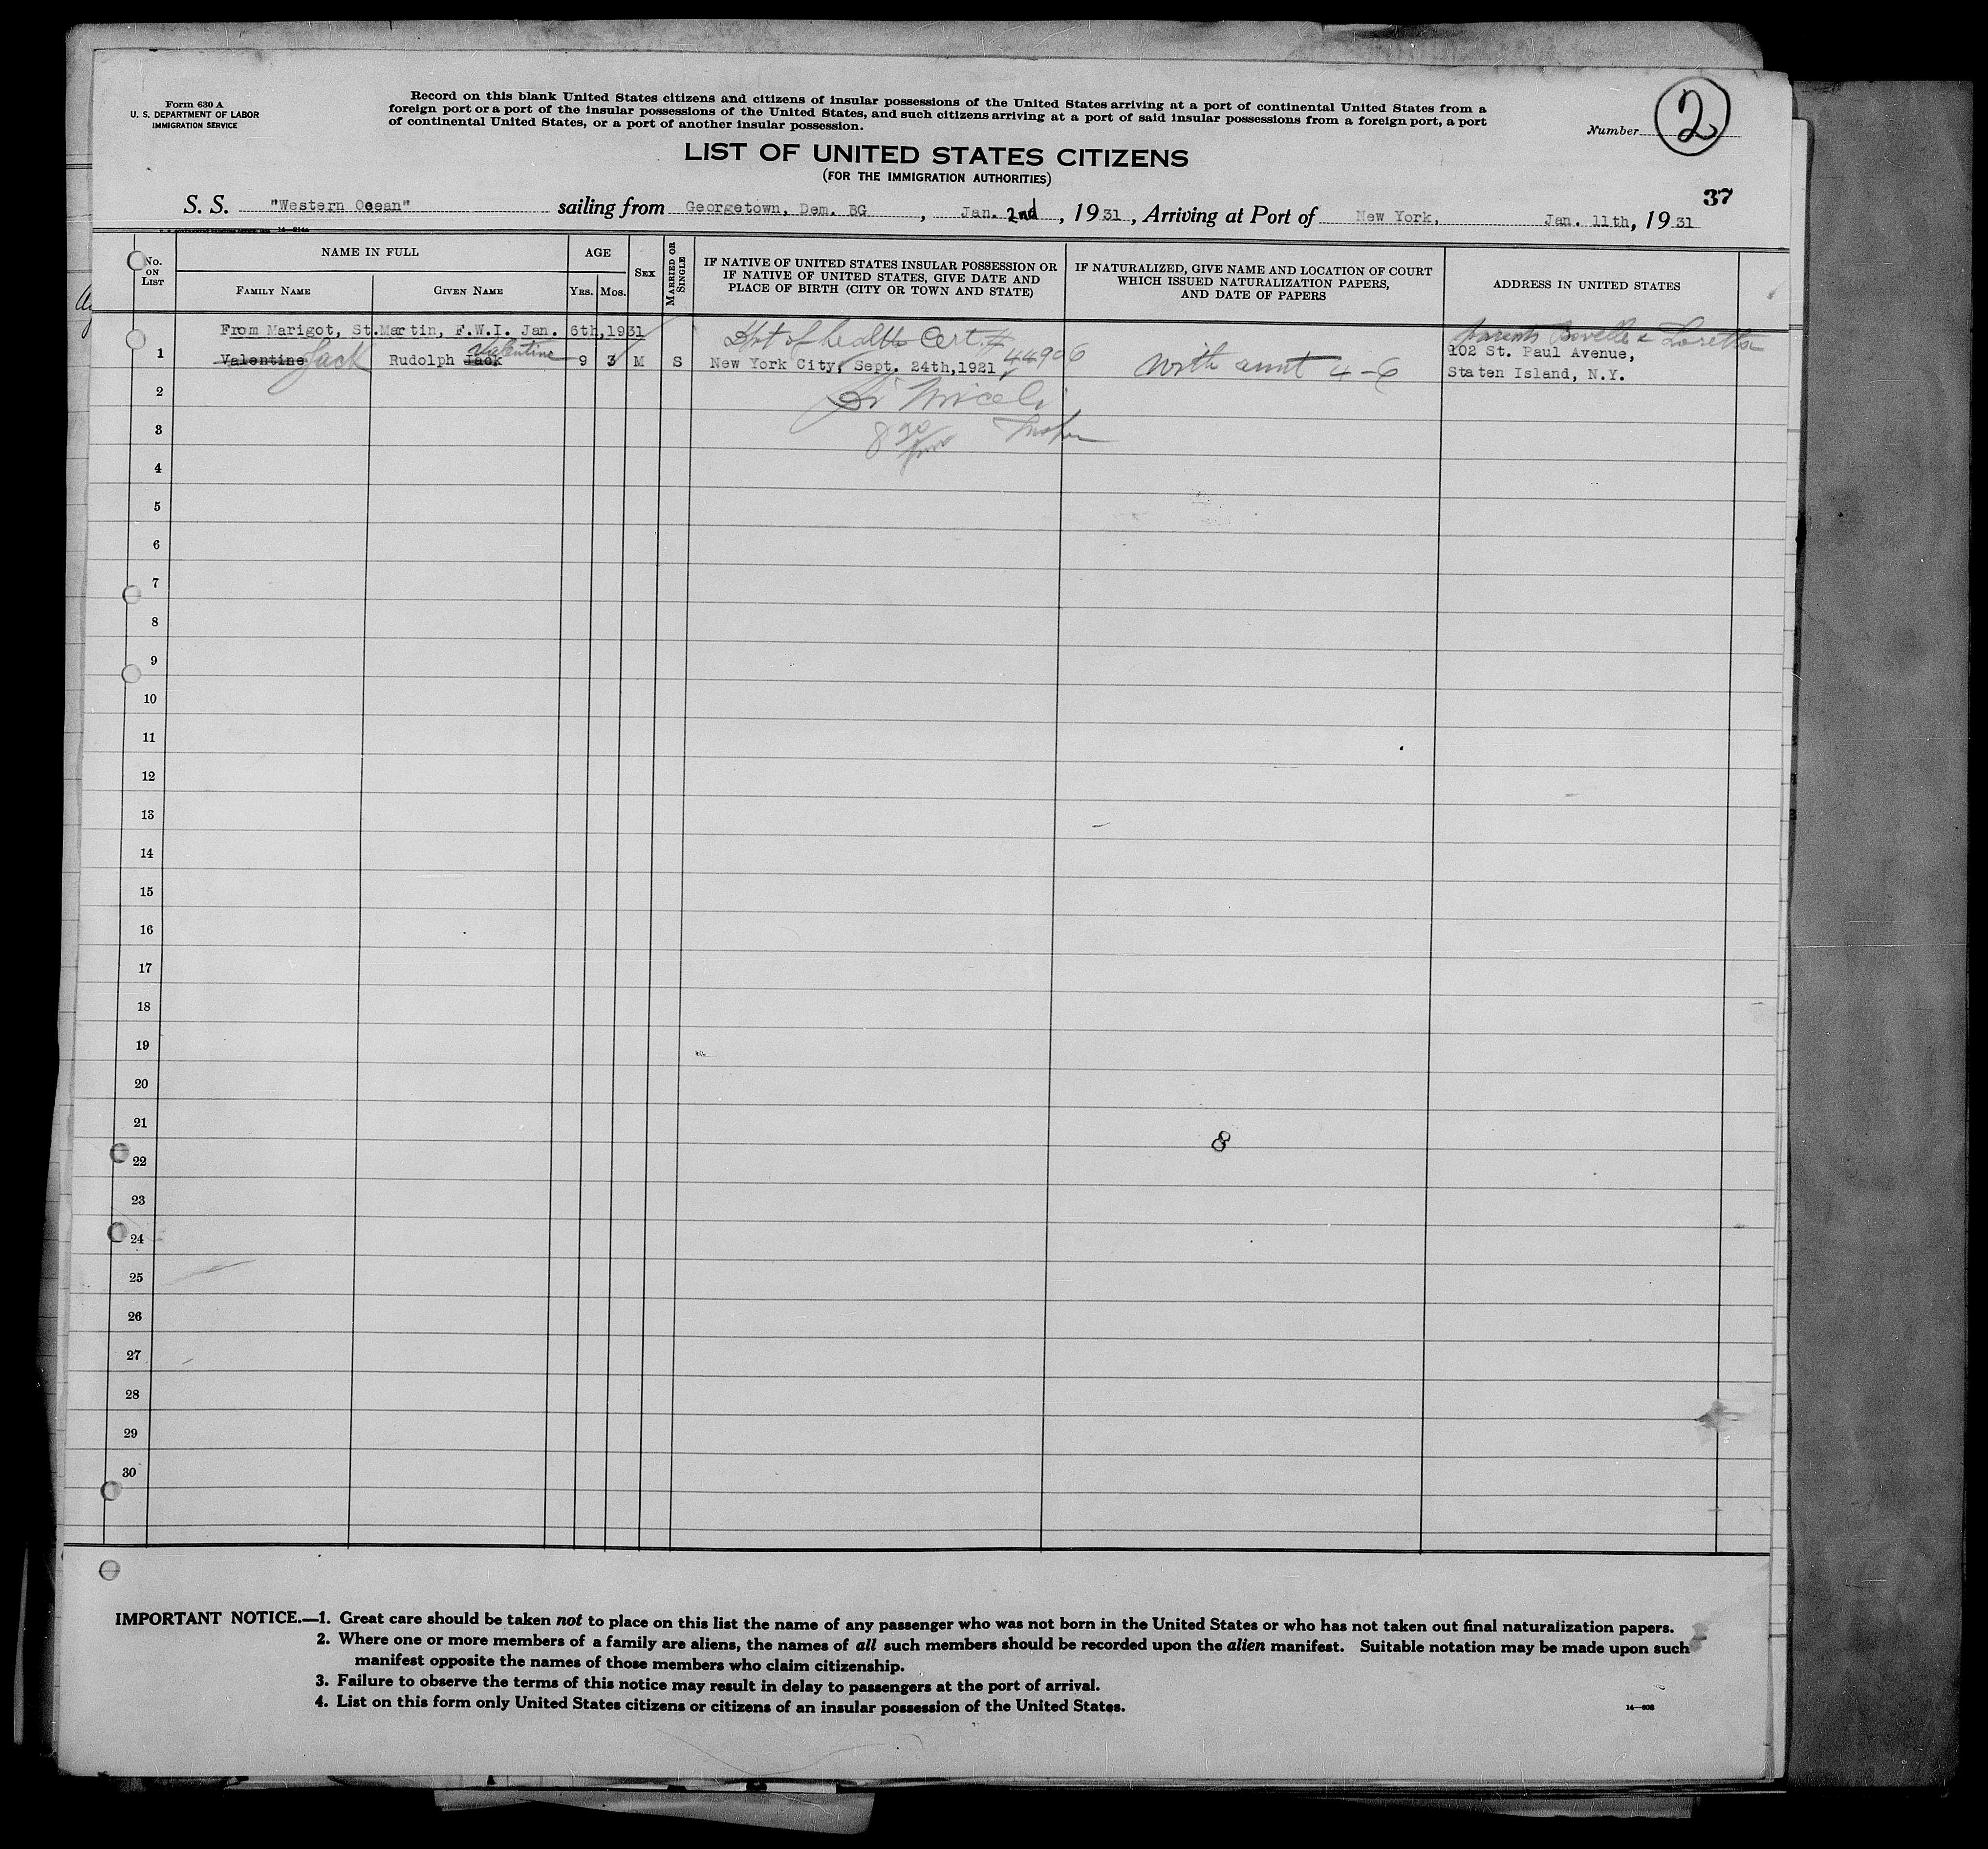 Form 630 A
U. S. DEPARTMENT OF LABOR
IMMIGRATION SERVICE
Record on this blank United States citizens and citizens of insular possessions of the United States arriving at a port of continental United States from a
foreign port or a port of the insular possessions of the United States, and such citizens arriving at a port of said insular possessions from a foreign port, a port
of continental United States, or a port of another insular possession.
Number 2
LIST OF UNITED STATES CITIZENS
(FOR THE IMMIGRATION AUTHORITIES)
37
S. S. "Western Ocean" sailing from Georgetown, Dem. BG, Jan. 2nd, 1931, Arriving at Port of New York, Jan. 11th, 1931
No. ON LIST
NAME IN FULL
FAMILY NAME
GIVEN NAME
AGE
YRS.
MOS.
SEX
MARRIED OR SINGLE
IF NATIVE OF UNITED STATES INSULAR POSSESSION OR
IF NATIVE OF UNITED STATES, GIVE DATE AND
PLACE OF BIRTH (CITY OR TOWN AND STATE)
IF NATURALIZED, GIVE NAME AND LOCATION OF COURT
WHICH ISSUED NATURALIZATION PAPERS,
AND DATE OF PAPERS
ADDRESS IN UNITED STATES
From Marigot, St.Martin, F.W.I. Jan. 6th,1931
Dpt of health Cert. # 44906
parents & Loretta
1 Valentine Jack Rudolph Jack Valentine 9 3 M S New York City, Sept. 24th,1921 with aunt 4-6 102 St. Paul Avenue,
Staten Island, N.Y.
2
3
8 30
4
5
6
7
8
9
10
11
12
13
14
15
16
17
18
19
20
21
8
22
23
24
25
26
27
28
29
30
IMPORTANT NOTICE.—1. Great care should be taken not to place on this list the name of any passenger who was not born in the United States or who has not taken out final naturalization papers.
2. Where one or more members of a family are aliens, the names of all such members should be recorded upon the alien manifest. Suitable notation may be made upon such
manifest opposite the names of those members who claim citizenship.
3. Failure to observe the terms of this notice may result in delay to passengers at the port of arrival.
4. List on this form only United States citizens or citizens of an insular possession of the United States.